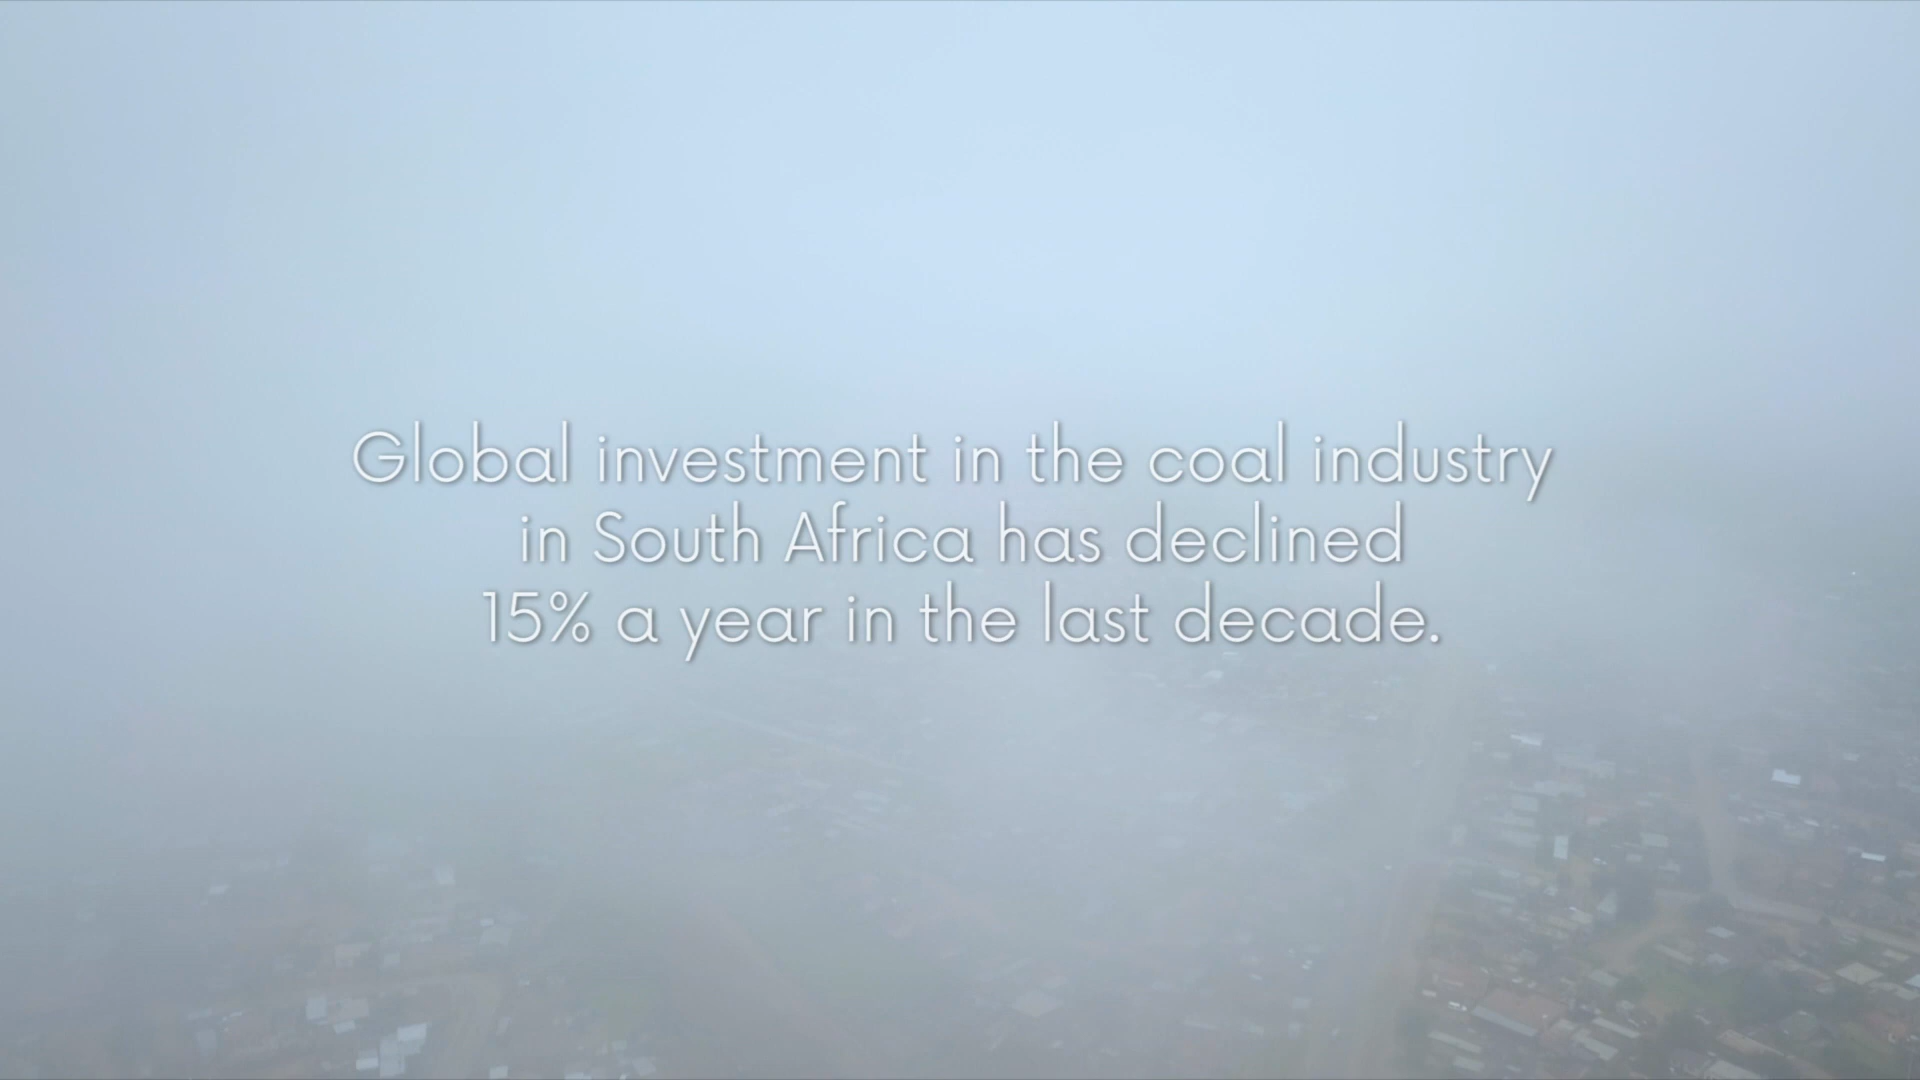 Global investment in the coal industry
in South Africa has declined
15% a year in the last decade.